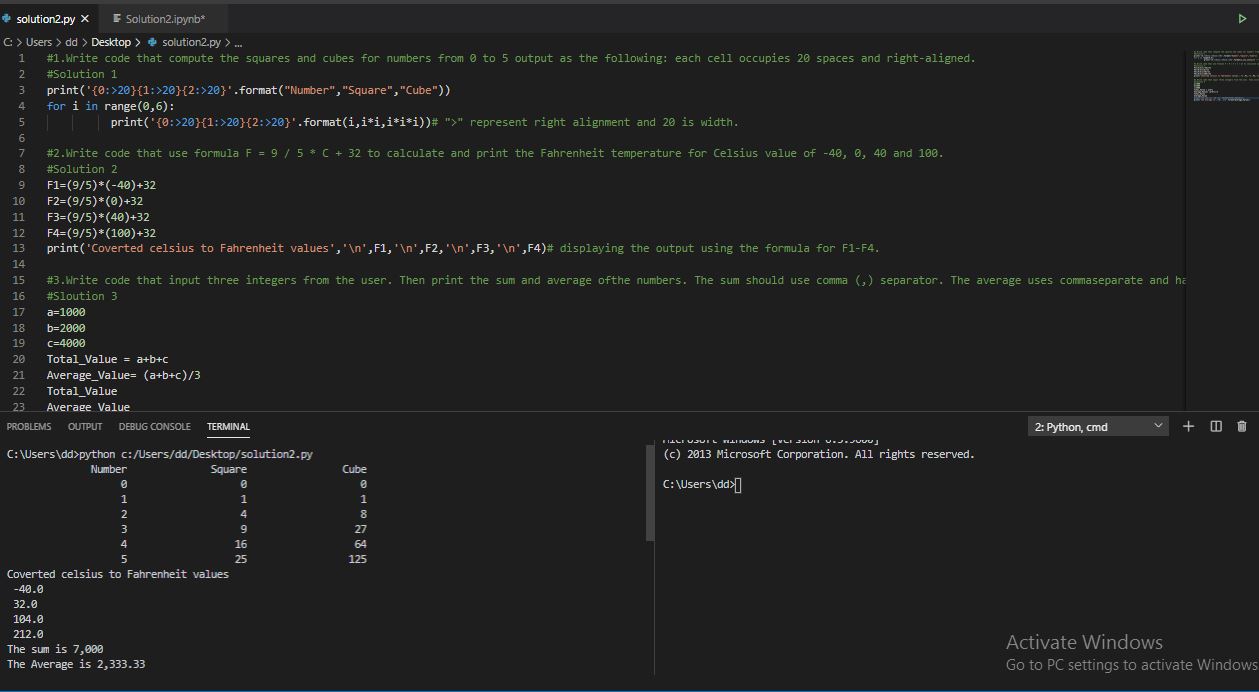 solution2.py ×
Solution2.ipynb*
C: > Users > dd > Desktop > solution2.py > ...
1 #1.Write code that compute the squares and cubes for numbers from 0 to 5 output as the following: each cell occupies 20 spaces and right-aligned.
2 #Solution 1
3 print('{0:>20}{1:>20}{2:>20}'.format("Number","Square","Cube"))
4 for i in range(0,6):
5 print('{0:>20}{1:>20}{2:>20}'.format(i,i*i,i*i*i))# ">" represent right alignment and 20 is width.
6
7 #2.Write code that use formula F = 9 / 5 * C + 32 to calculate and print the Fahrenheit temperature for Celsius value of -40, 0, 40 and 100.
8 #Solution 2
9 F1=(9/5)*(-40)+32
10 F2=(9/5)*(0)+32
11 F3=(9/5)*(40)+32
12 F4=(9/5)*(100)+32
13 print('Coverted celsius to Fahrenheit values','\n',F1,'\n',F2,'\n',F3,'\n',F4)# displaying the output using the formula for F1-F4.
14
15 #3.Write code that input three integers from the user. Then print the sum and average ofthe numbers. The sum should use comma (,) separator. The average uses commaseparate and ha
16 #Sloution 3
17 a=1000
18 b=2000
19 c=4000
20 Total_Value = a+b+c
21 Average_Value= (a+b+c)/3
22 Total_Value
23 Average_Value
PROBLEMS OUTPUT DEBUG CONSOLE TERMINAL
2: Python, cmd
C:\Users\dd>python c:/Users/dd/Desktop/solution2.py
Number Square Cube
0 0 0
1 1 1
2 4 8
3 9 27
4 16 64
5 25 125
Coverted celsius to Fahrenheit values
-40.0
32.0
104.0
212.0
The sum is 7,000
The Average is 2,333.33
(c) 2013 Microsoft Corporation. All rights reserved.
C:\Users\dd>
Activate Windows
Go to PC settings to activate Windows